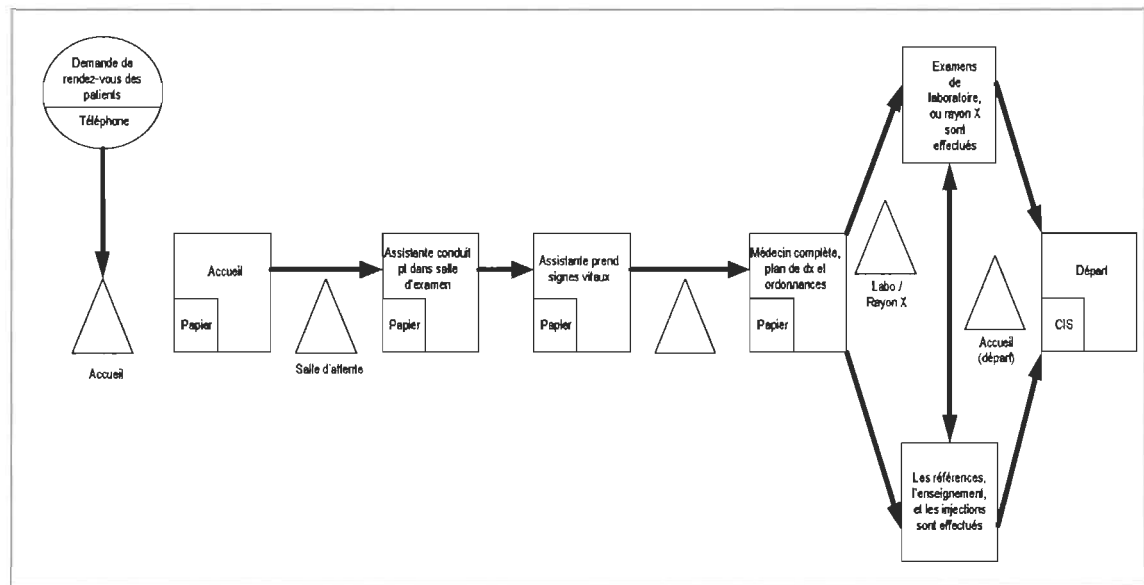 Demande de
rendez-vous des
patients
Téléphone
Accueil
Accueil
Papier
Salle d'attente
Assistante conduit
pt dans salle
d'examen
Papier
Assistante prend
signes vitaux
Papier
Médecin complète,
plan de dx et
ordonnances
Papier
Labo /
Rayon X
Examens
de
laboratoire,
ou rayon X
sont
effectués
Les références,
l'enseignement,
et les injections
sont effectués
Accueil
(départ)
Départ
CIS